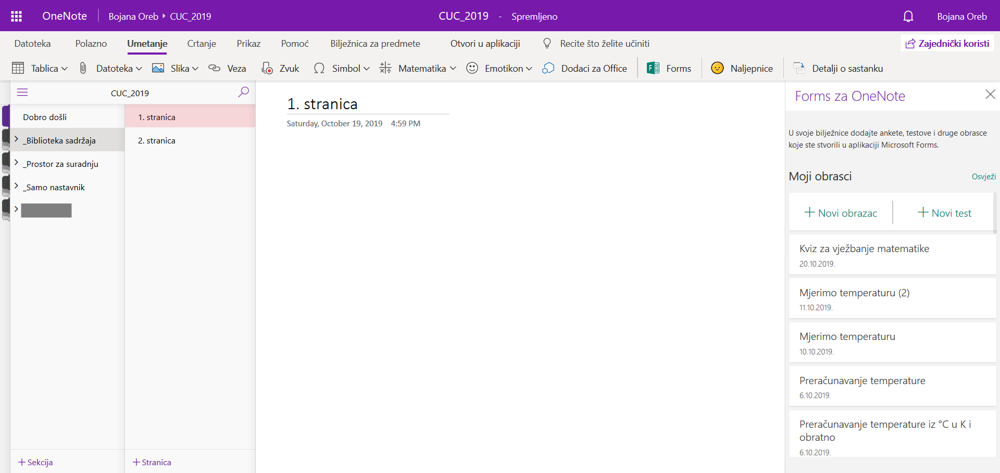 OneNote
Bojana Oreb
CUC_2019
CUC_2019 - Spremljeno
Bojana Oreb
Datoteka
Polazno
Umetanje
Crtanje
Prikaz
Pomoć
Bilježnica za predmete
Otvori u aplikaciji
Recite što želite učiniti
Zajednički koristi
Tablica
Datoteka
Slika
Veza
Zvuk
Simbol
Matematika
Emotikon
Dodaci za Office
Forms
Naljepnice
Detalji o sastanku
CUC_2019
Dobro došli
_Biblioteka sadržaja
_Prostor za suradnju
_Samo nastavnik
+ Sekcija
1. stranica
2. stranica
+ Stranica
1. stranica
Saturday, October 19, 2019 4:59 PM
Forms za OneNote
U svoje bilježnice dodajte ankete, testove i druge obrasce
koje ste stvorili u aplikaciji Microsoft Forms.
Moji obrasci
Osvježi
+ Novi obrazac
+ Novi test
Kviz za vježbanje matematike
20.10.2019.
Mjerimo temperaturu (2)
11.10.2019.
Mjerimo temperaturu
10.10.2019.
Preračunavanje temperature
6.10.2019.
Preračunavanje temperature iz °C u K i
obratno
6.10.2019.